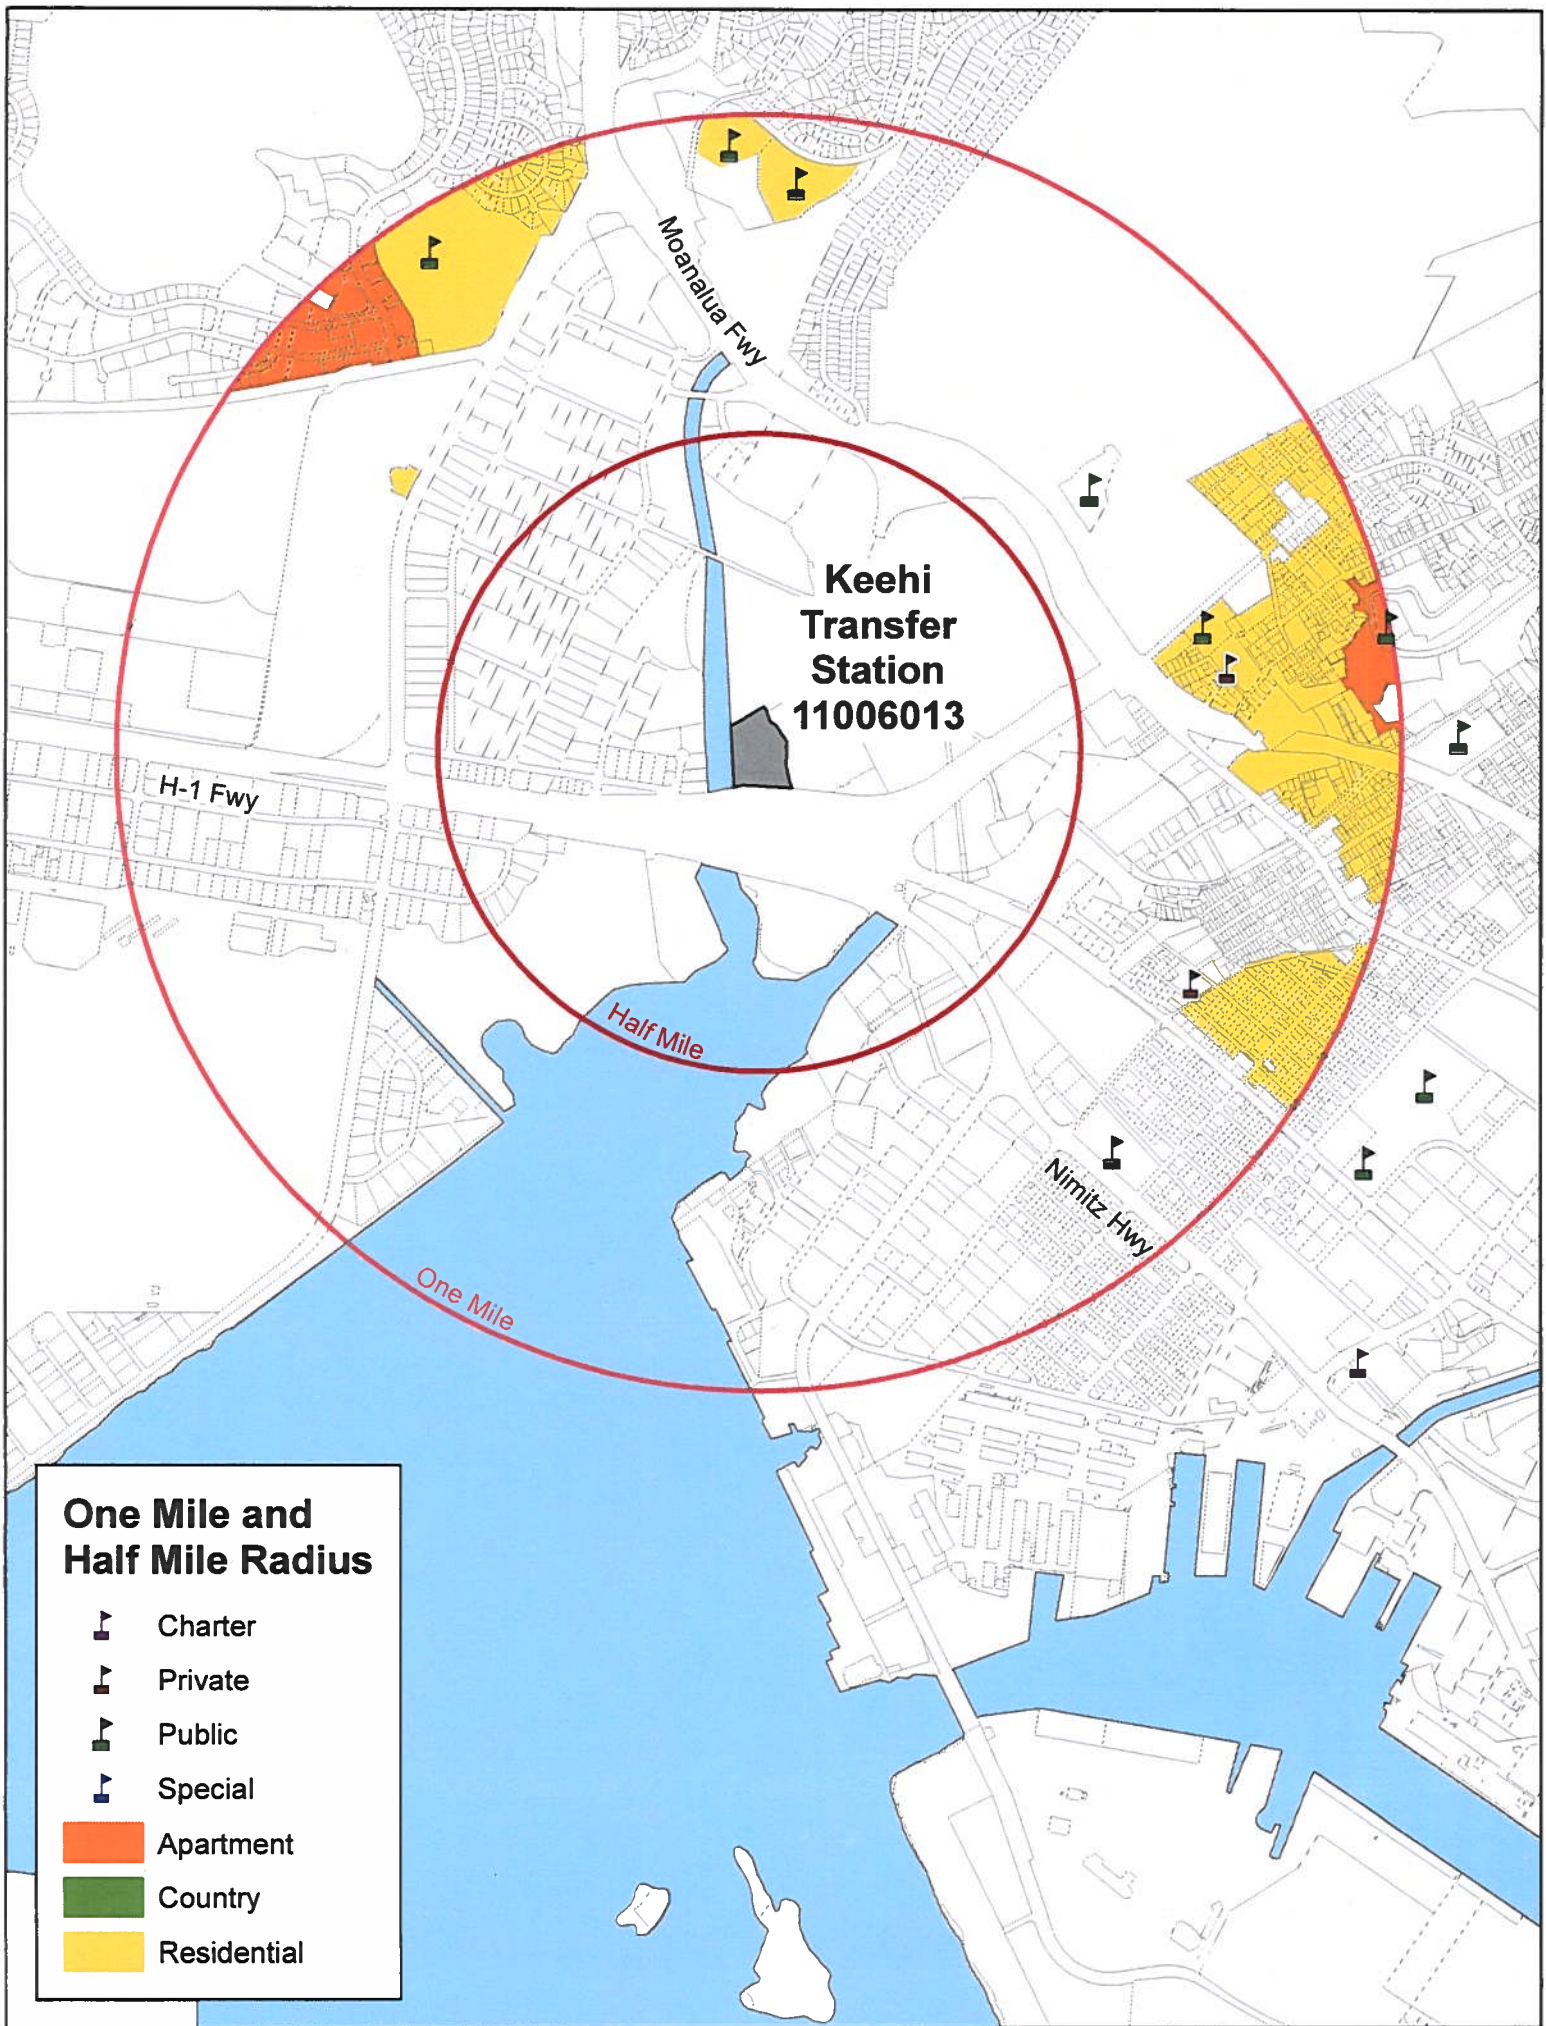 Moanalua Fwy
Keehi
Transfer
Station
11006013
H-1 Fwy
Half Mile
Nimitz Hwy
One Mile
One Mile and
Half Mile Radius
Charter
Private
Public
Special
Apartment
Country
Residential